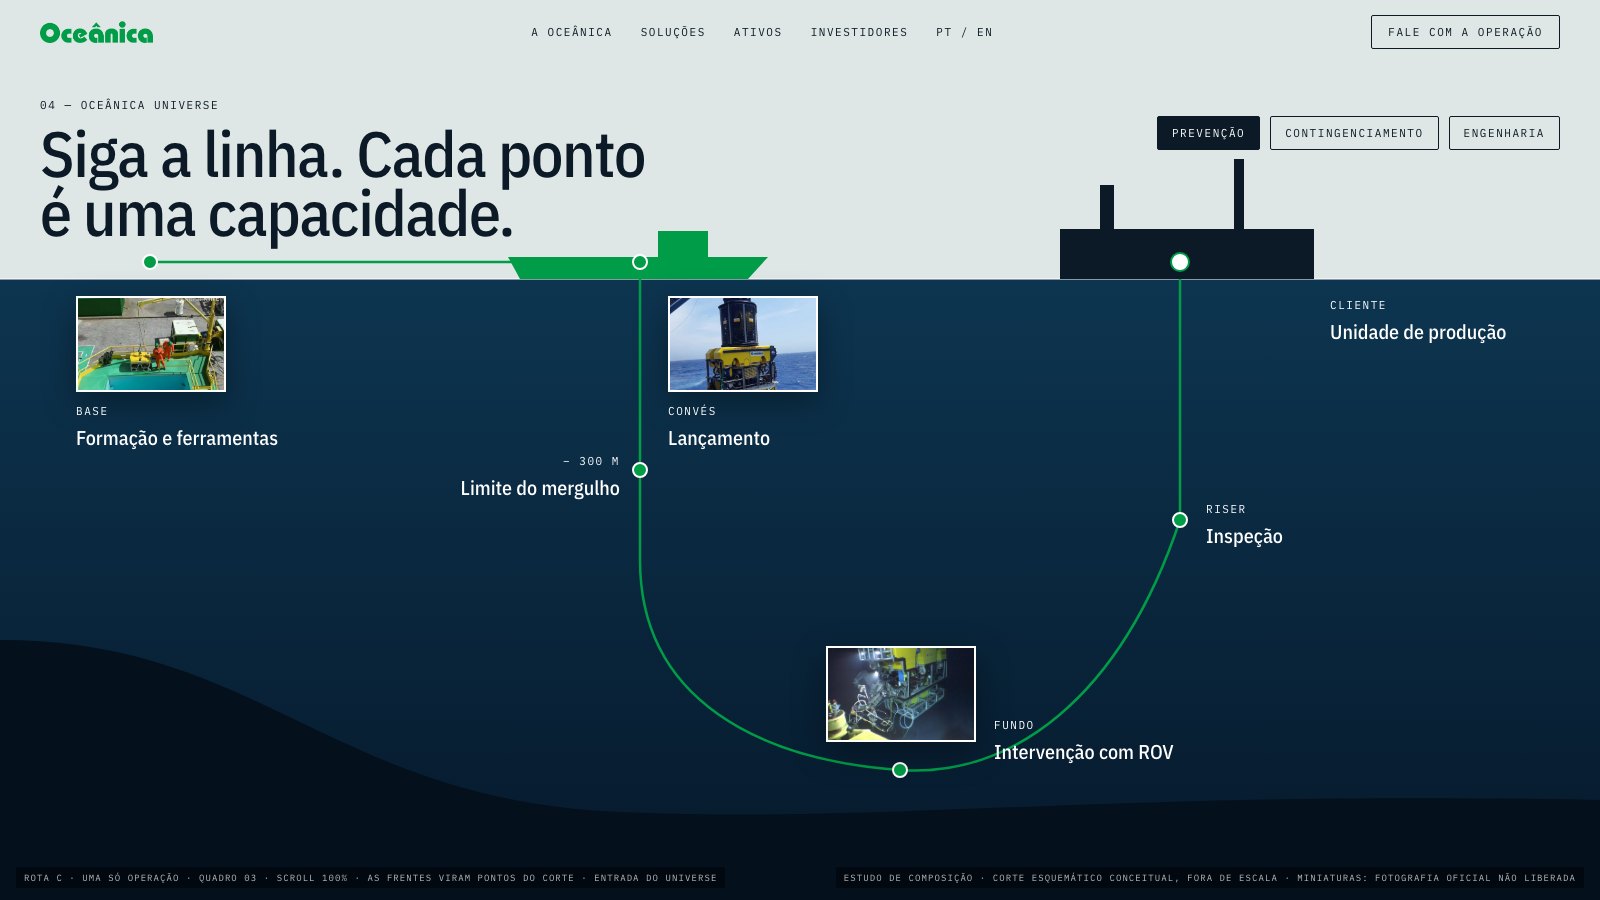 Oceânica
A OCEÂNICA SOLUÇÕES ATIVOS INVESTIDORES PT / EN
FALE COM A OPERAÇÃO
04 — OCEÂNICA UNIVERSE
Siga a linha. Cada ponto
é uma capacidade.
PREVENÇÃO CONTINGENCIAMENTO ENGENHARIA
CLIENTE
Unidade de produção
BASE
Formação e ferramentas
CONVÉS
Lançamento
− 300 M
Limite do mergulho
RISER
Inspeção
FUNDO
Intervenção com ROV
ROTA C · UMA SÓ OPERAÇÃO · QUADRO 03 · SCROLL 100% · AS FRENTES VIRAM PONTOS DO CORTE · ENTRADA DO UNIVERSE
ESTUDO DE COMPOSIÇÃO · CORTE ESQUEMÁTICO CONCEITUAL, FORA DE ESCALA · MINIATURAS: FOTOGRAFIA OFICIAL NÃO LIBERADA